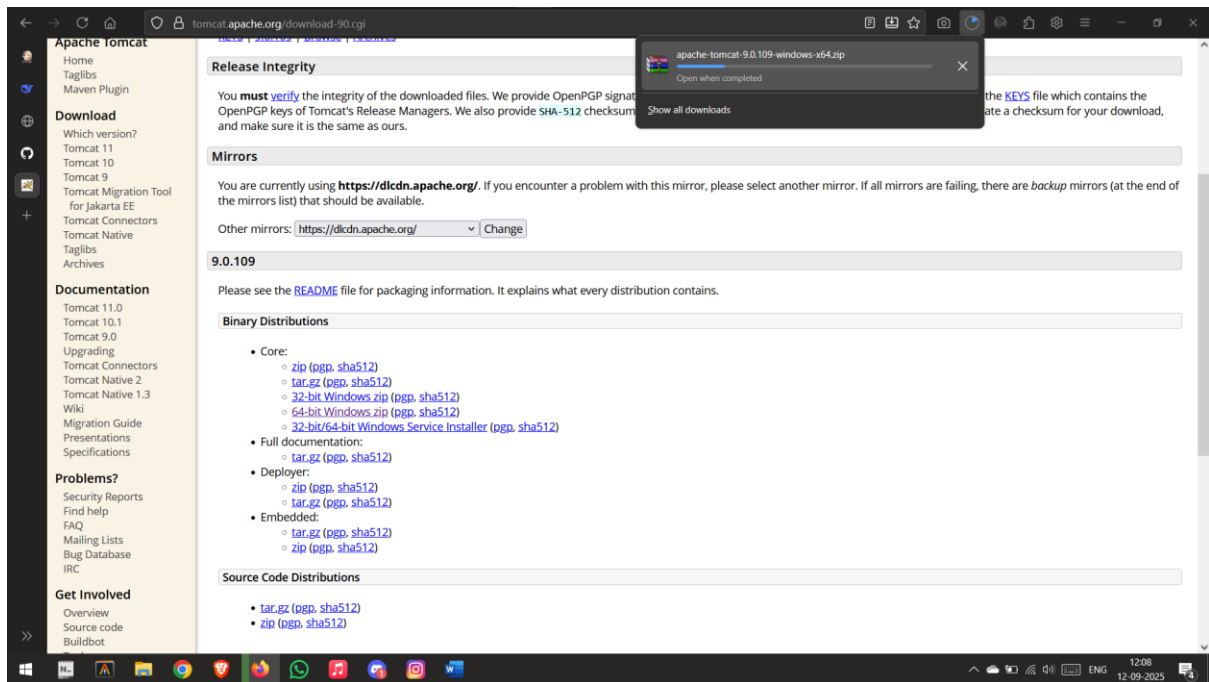 tomcat.apache.org/download-90.cgi
apache-tomcat-9.0.109-windows-x64.zip
Open when completed
Show all downloads
Apache Tomcat
Home
Taglibs
Maven Plugin
Download
Which version?
Tomcat 11
Tomcat 10
Tomcat 9
Tomcat Migration Tool
for Jakarta EE
Tomcat Connectors
Tomcat Native
Taglibs
Archives
Documentation
Tomcat 11.0
Tomcat 10.1
Tomcat 9.0
Upgrading
Tomcat Connectors
Tomcat Native 2
Tomcat Native 1.3
Wiki
Migration Guide
Presentations
Specifications
Problems?
Security Reports
Find help
FAQ
Mailing Lists
Bug Database
IRC
Get Involved
Overview
Source code
Buildbot
KEYS | 9.0.109 | Browse | Archives
Release Integrity
You must verify the integrity of the downloaded files. We provide OpenPGP signat the KEYS file which contains the
OpenPGP keys of Tomcat's Release Managers. We also provide SHA-512 checksum ate a checksum for your download,
and make sure it is the same as ours.
Mirrors
You are currently using https://dlcdn.apache.org/. If you encounter a problem with this mirror, please select another mirror. If all mirrors are failing, there are backup mirrors (at the end of
the mirrors list) that should be available.
Other mirrors: https://dlcdn.apache.org/ Change
9.0.109
Please see the README file for packaging information. It explains what every distribution contains.
Binary Distributions
• Core:
◦ zip (pgp, sha512)
◦ tar.gz (pgp, sha512)
◦ 32-bit Windows zip (pgp, sha512)
◦ 64-bit Windows zip (pgp, sha512)
◦ 32-bit/64-bit Windows Service Installer (pgp, sha512)
• Full documentation:
◦ tar.gz (pgp, sha512)
• Deployer:
◦ zip (pgp, sha512)
◦ tar.gz (pgp, sha512)
• Embedded:
◦ tar.gz (pgp, sha512)
◦ zip (pgp, sha512)
Source Code Distributions
• tar.gz (pgp, sha512)
• zip (pgp, sha512)
ENG
12:08
12-09-2025
4